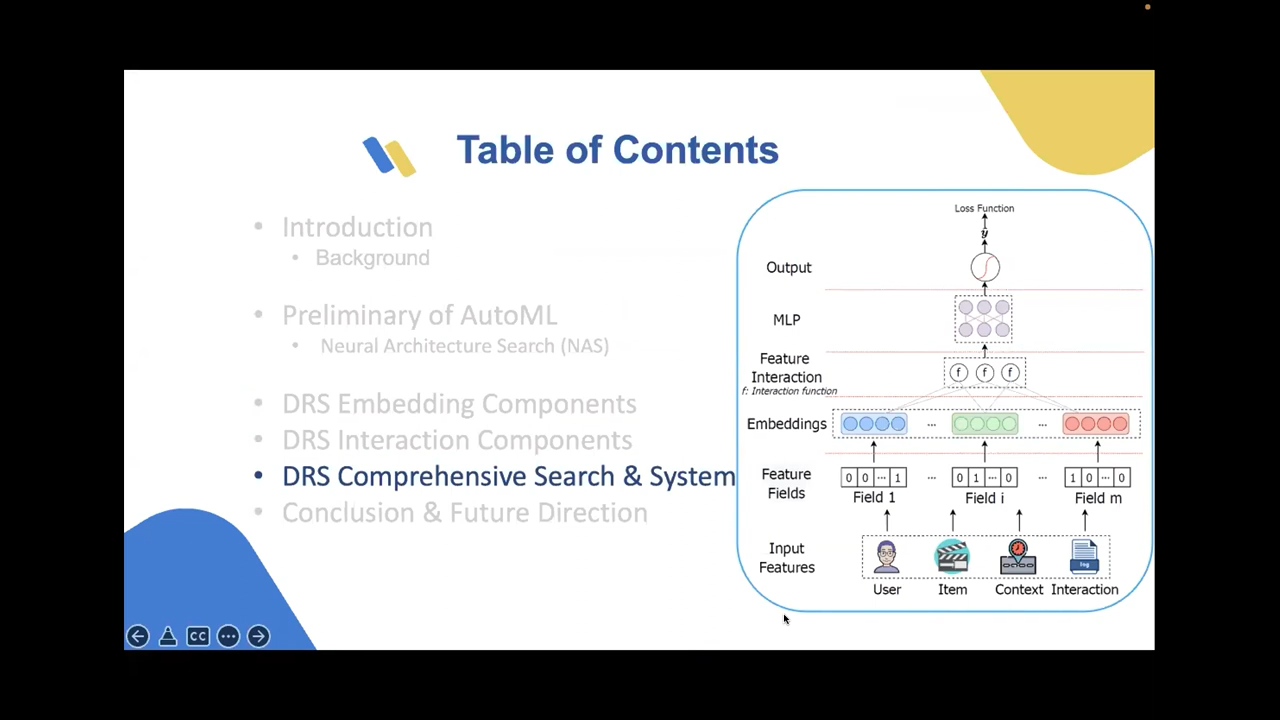 Table of Contents
• Introduction
• Background
• Preliminary of AutoML
• Neural Architecture Search (NAS)
• DRS Embedding Components
• DRS Interaction Components
• DRS Comprehensive Search & System
• Conclusion & Future Direction
Loss Function
y
Output
MLP
Feature
Interaction
f: Interaction function
f f f
Embeddings
... ...
Feature
Fields
0 0 ... 1 ... 0 1 ... 0 ... 1 0 ... 0
Field 1 Field i Field m
Input
Features
log
User Item Context Interaction
CC